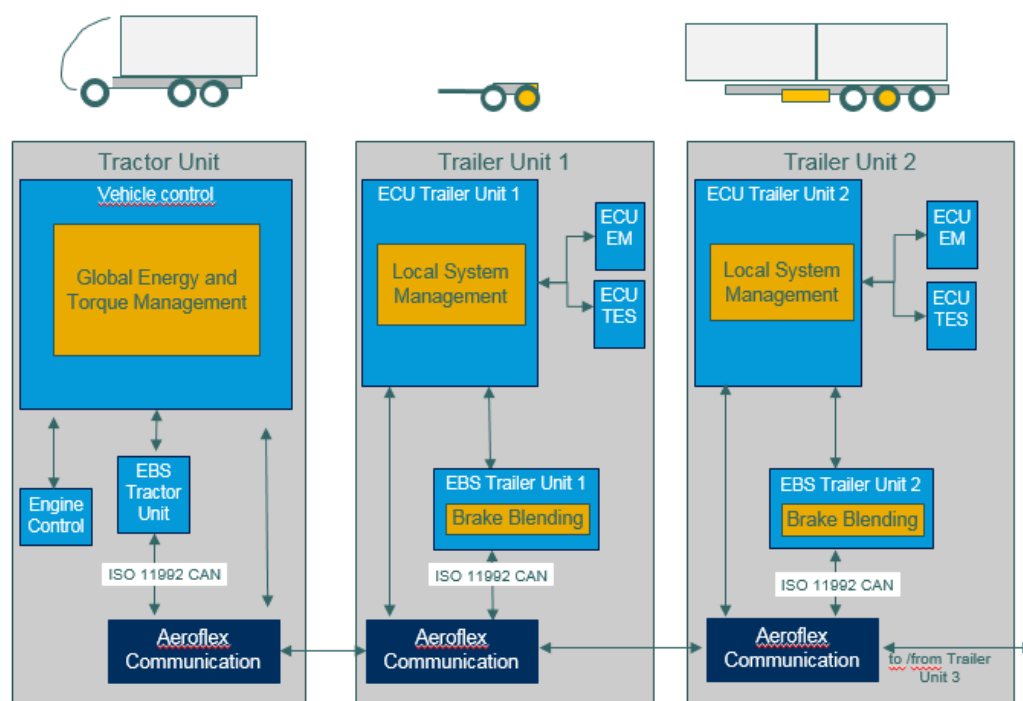 Tractor Unit
Vehicle control
Global Energy and
Torque Management
Engine
Control
EBS
Tractor
Unit
ISO 11992 CAN
Aeroflex
Communication
Trailer Unit 1
ECU Trailer Unit 1
Local System
Management
ECU
EM
ECU
TES
EBS Trailer Unit 1
Brake Blending
ISO 11992 CAN
Aeroflex
Communication
Trailer Unit 2
ECU Trailer Unit 2
Local System
Management
ECU
EM
ECU
TES
EBS Trailer Unit 2
Brake Blending
ISO 11992 CAN
Aeroflex
Communication
to /from Trailer
Unit 3